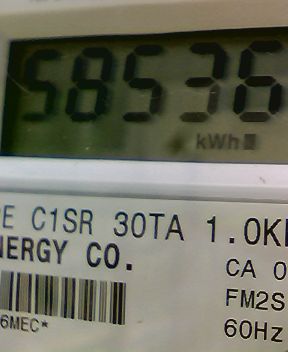 58536
kWh
E C1SR 30TA 1.0K
NERGY CO.
CA 0
FM2S
6MEC*
60Hz